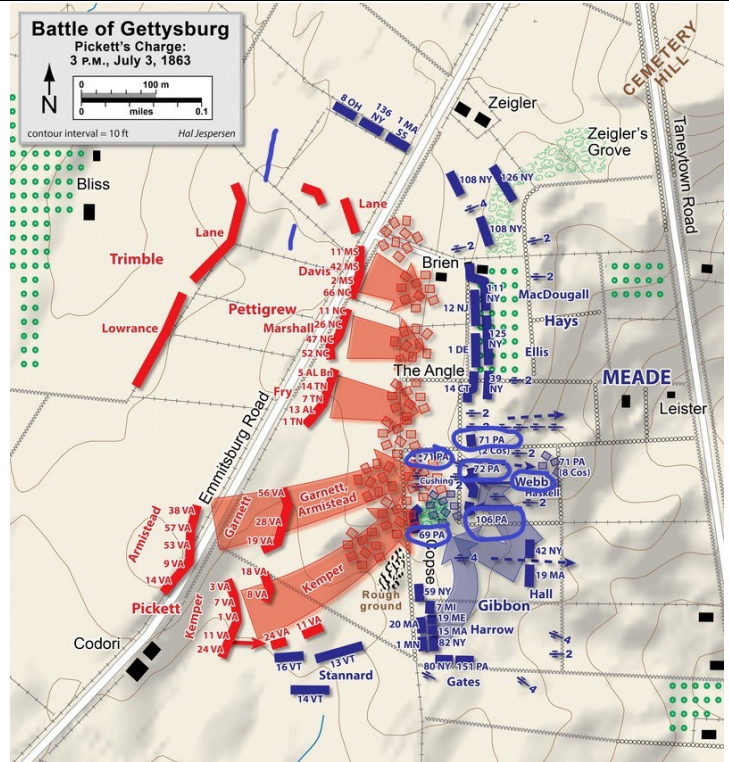 Battle of Gettysburg
Pickett's Charge:
3 P.M., July 3, 1863
N
0 100 m
0 miles 0.1
contour interval = 10 ft Hal Jespersen
CEMETERY
HILL
8 OH
136
NY
1 MA
SS
Zeigler
Zeigler's
Grove
Taneytown Road
Bliss
108 NY
126 NY
4
Lane
Lane
108 NY
2
2
Trimble
11 MS
Davis 42 MS
2 MS
66 NC
Brien
2
111
NY
MacDougall
12 NJ
Hays
Pettigrew
11 NC
Marshall 26 NC
47 NC
52 NC
Lowrance
125
NY
1 DE
Ellis
The Angle
MEADE
5 AL Bn
14 TN
Fry
7 TN
13 AL
1 TN
14 CT
39
NY
2
Leister
2
Emmitsburg Road
71 PA
(2 Cos)
2
71 PA
72 PA
71 PA
(8 Cos)
Cushing
Webb
Haskell
2
56 VA
Garnett
28 VA
19 VA
Garnett,
Armistead
38 VA
Armistead
57 VA
53 VA
9 VA
14 VA
106 PA
69 PA
Copse
42 NY
4
19 MA
Hall
18 VA
8 VA
Kemper
Rough
ground
3 VA
7 VA
1 VA
Kemper
11 VA
24 VA
Pickett
59 NY
7 MI
Gibbon
20 MA
19 ME
15 MA
Harrow
1 MN
82 NY
24 VA
11 VA
Codori
4
2
16 VT
13 VT
Stannard
14 VT
80 NY
151 PA
Gates
4